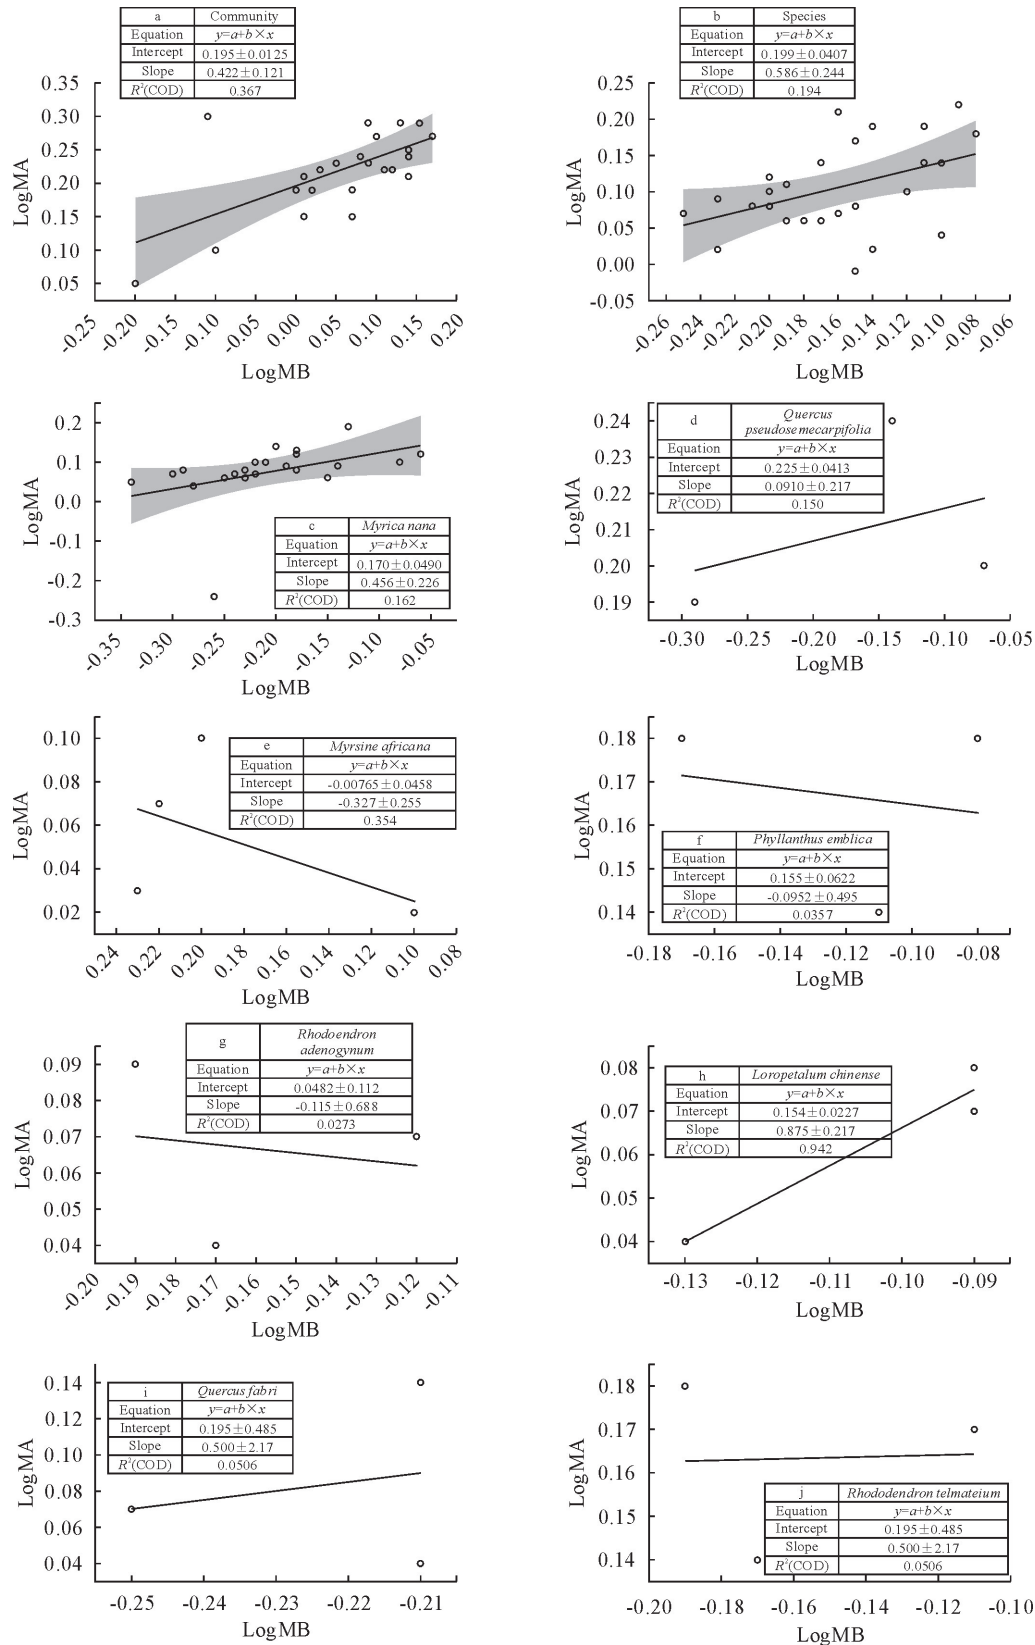 a Community
Equation y=a+b×x
Intercept 0.195±0.0125
Slope 0.422±0.121
R²(COD) 0.367
0.35
0.30
0.25
0.20
0.15
0.10
0.05
LogMA
-0.25 -0.20 -0.15 -0.10 0.00 0.05 0.10 0.15 0.20
LogMB
b Species
Equation y=a+b×x
Intercept 0.199±0.0407
Slope 0.586±0.244
R²(COD) 0.194
0.25
0.20
0.15
0.10
0.05
0.00
-0.05
LogMA
-0.26 -0.24 -0.22 -0.20 -0.18 -0.16 -0.14 -0.12 -0.10 -0.08 -0.06
LogMB
0.2
0.1
0.0
-0.1
-0.2
-0.3
LogMA
c Myrica nana
Equation y=a+b×x
Intercept 0.170±0.0490
Slope 0.456±0.226
R²(COD) 0.162
-0.35 -0.30 -0.25 -0.20 -0.15 -0.10 -0.05
LogMB
d Quercus
pseudosemecarpifolia
Equation y=a+b×x
Intercept 0.225±0.0413
Slope 0.0910±0.217
R²(COD) 0.150
0.24
0.23
0.22
0.21
0.20
0.19
LogMA
-0.30 -0.25 -0.20 -0.14 -0.10 -0.05
LogMB
e Myrsine africana
Equation y=a+b×x
Intercept -0.00765±0.0458
Slope -0.327±0.255
R²(COD) 0.354
0.10
0.08
0.06
0.04
0.02
LogMA
0.24 0.22 0.20 0.18 0.16 0.14 0.12 0.10 0.08
LogMB
0.18
0.17
0.16
0.15
0.14
LogMA
f Phyllanthus emblica
Equation y=a+b×x
Intercept 0.155±0.0622
Slope -0.0952±0.495
R²(COD) 0.0357
-0.18 -0.16 -0.14 -0.12 -0.10 -0.08
LogMB
g Rhodoendron
adenogynum
Equation y=a+b×x
Intercept 0.0482±0.112
Slope -0.115±0.688
R²(COD) 0.0273
0.09
0.08
0.07
0.06
0.05
0.04
LogMA
-0.20 -0.19 -0.18 -0.17 -0.16 -0.15 -0.14 -0.13 -0.12 -0.11
LogMB
h Loropetalum chinense
Equation y=a+b×x
Intercept 0.154±0.0227
Slope 0.875±0.217
R²(COD) 0.942
0.08
0.07
0.06
0.05
0.04
LogMA
-0.13 -0.12 -0.11 -0.10 -0.09
LogMB
i Quercus fabri
Equation y=a+b×x
Intercept 0.195±0.485
Slope 0.500±2.17
R²(COD) 0.0506
0.14
0.12
0.10
0.08
0.06
0.04
LogMA
-0.25 -0.24 -0.23 -0.22 -0.21
LogMB
0.18
0.17
0.16
0.15
0.14
LogMA
j Rhododendron telmateium
Equation y=a+b×x
Intercept 0.195±0.485
Slope 0.500±2.17
R²(COD) 0.0506
-0.20 -0.18 -0.16 -0.14 -0.12 -0.10
LogMB